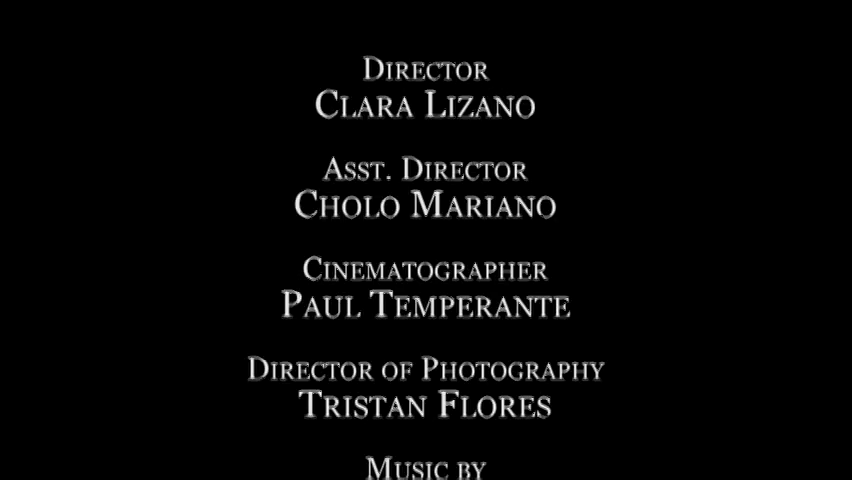 Director
Clara Lizano
Asst. Director
Cholo Mariano
Cinematographer
Paul Temperante
Director of Photography
Tristan Flores
Music by